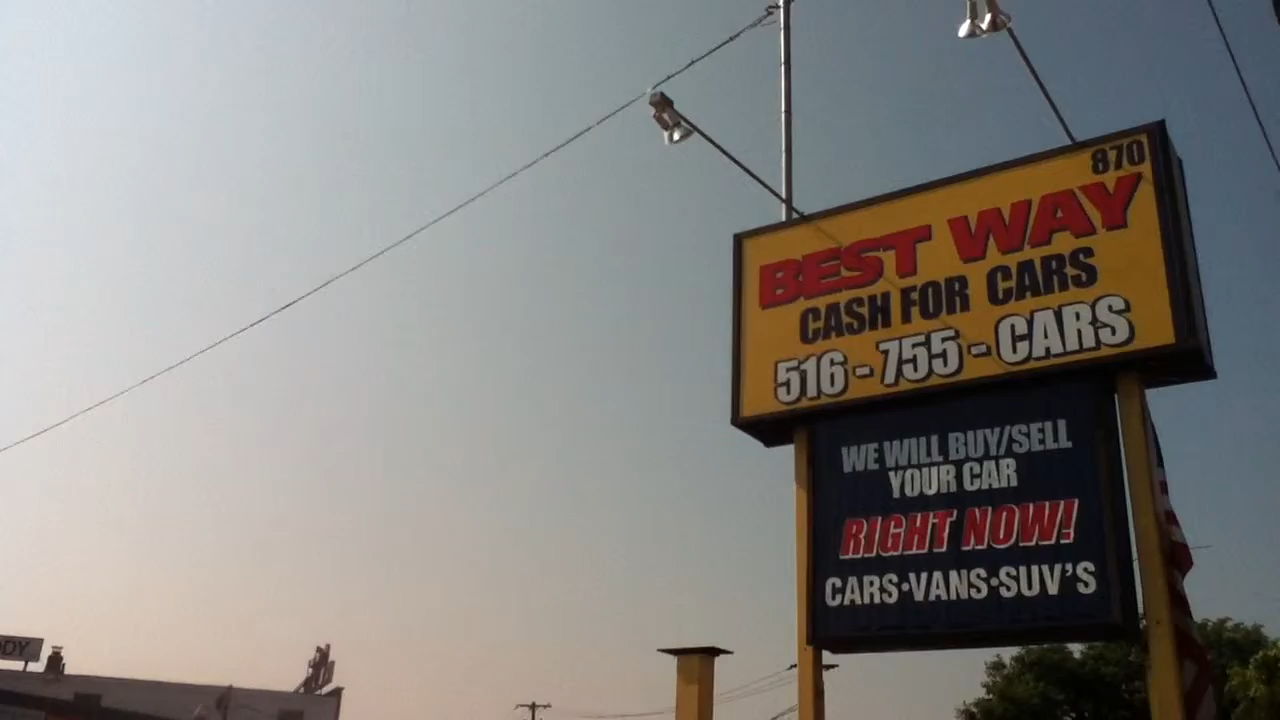 870
BEST WAY
CASH FOR CARS
516 - 755 - CARS
WE WILL BUY/SELL
YOUR CAR
RIGHT NOW!
CARS•VANS•SUV'S